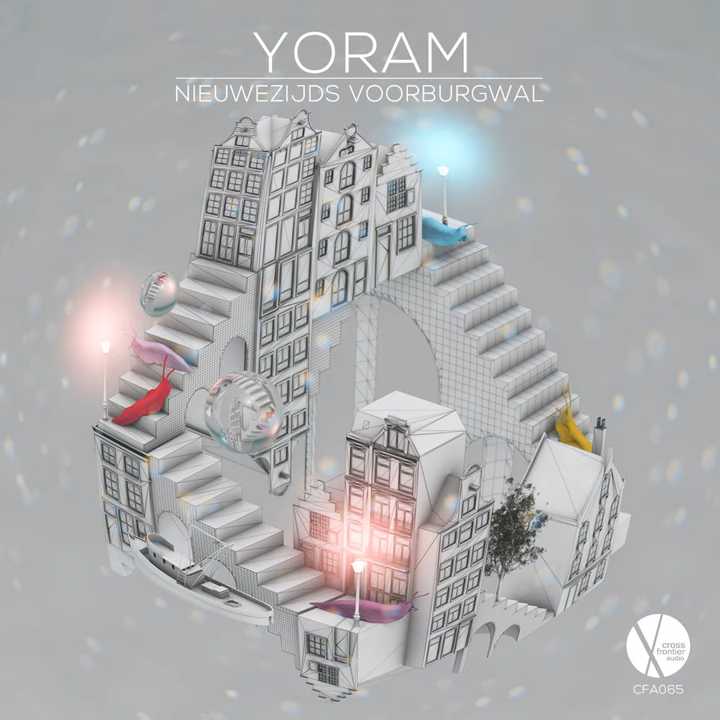 YORAM
NIEUWEZIJDS VOORBURGWAL
cross
frontier
audio
CFA065